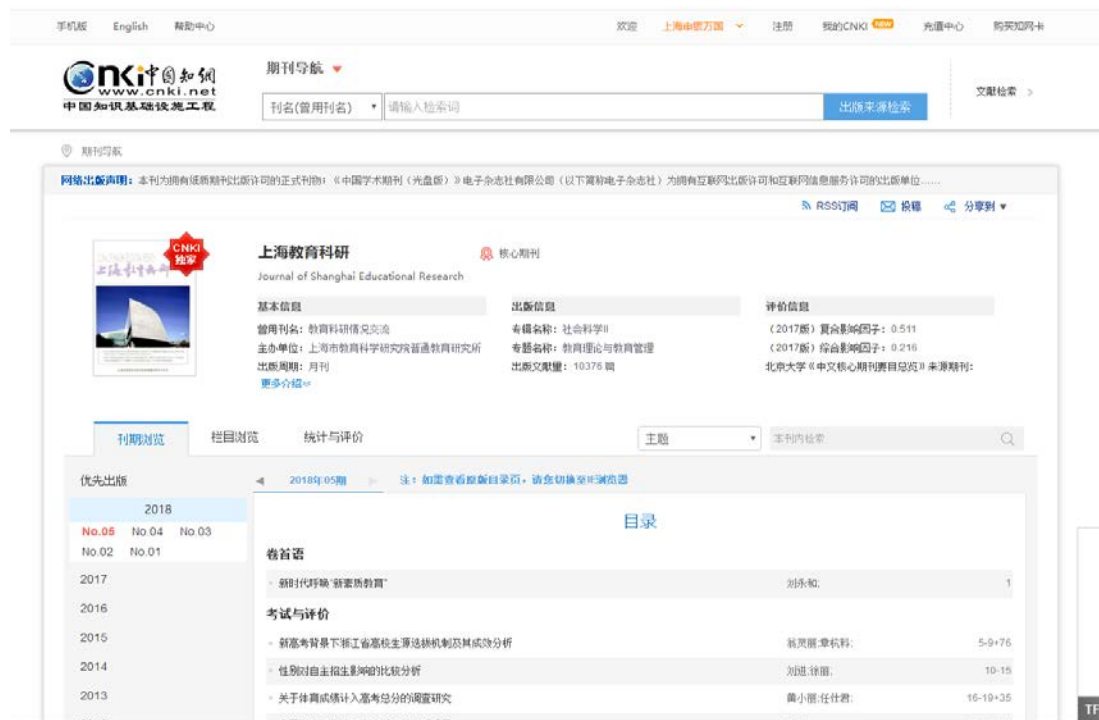 手机版 English 帮助中心 欢迎 上海申银万国 注册 我的CNKI NEW 充值中心 购买知网卡
cnki中国知网
www.cnki.net
中国知识基础设施工程
期刊导航
刊名(曾用刊名) 请输入检索词 出版来源检索
文献检索
期刊导航
网络出版声明：本刊为拥有纸质期刊出版许可的正式刊物！《中国学术期刊（光盘版）》电子杂志社有限公司（以下简称电子杂志社）为拥有互联网出版许可和互联网信息服务许可的出版单位……
RSS订阅 投稿 分享到
上海教育科研
CNKI
独家
上海教育科研 核心期刊
Journal of Shanghai Educational Research
基本信息 出版信息 评价信息
曾用刊名：教育科研情况交流 专辑名称：社会科学II （2017版）复合影响因子：0.511
主办单位：上海市教育科学研究院普通教育研究所 专题名称：教育理论与教育管理 （2017版）综合影响因子：0.216
出版周期：月刊 出版文献量：10376 篇 北京大学《中文核心期刊要目总览》来源期刊：
更多介绍
刊期浏览 栏目浏览 统计与评价 主题 本刊内检索
优先出版 2018年05期 注：如需查看原版目录页，请您切换至IE浏览器
2018
No.05 No.04 No.03
No.02 No.01
2017
2016
2015
2014
2013
目录
卷首语
新时代呼唤“新素质教育” 刘永和; 1
考试与评价
新高考背景下浙江省高校生源选拔机制及其成效分析 翁灵丽;章杭科; 5-9+76
性别对自主招生影响的比较分析 刘进;徐丽; 10-15
关于体育成绩计入高考总分的调查研究 黄小丽;任仕君; 16-19+35